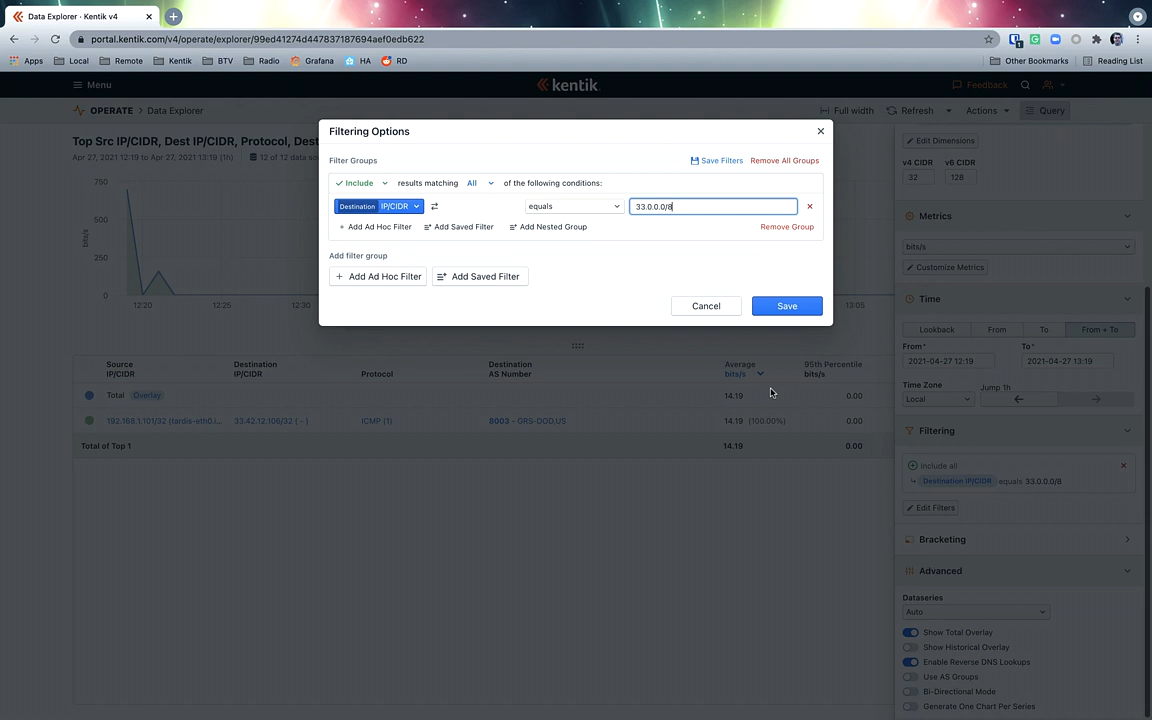 Data Explorer - Kentik v4
portal.kentik.com/v4/operate/explorer/99ed41274d447837187694aef0edb622
Apps Local Remote Kentik BTV Radio Grafana HA RD Other Bookmarks Reading List
Menu kentik. Feedback
OPERATE > Data Explorer Full width Refresh Actions Query
Top Src IP/CIDR, Dest IP/CIDR, Protocol, Dest
Apr 27, 2021 12:19 to Apr 27, 2021 13:19 (1h) 12 of 12 data so
750
500
250
0
bits/s
12:20 12:30 13:05
Filtering Options
Filter Groups Save Filters Remove All Groups
Include results matching All of the following conditions:
Destination IP/CIDR equals 33.0.0.0/8
+ Add Ad Hoc Filter Add Saved Filter Add Nested Group Remove Group
Add filter group
+ Add Ad Hoc Filter Add Saved Filter
Cancel Save
Source IP/CIDR Destination IP/CIDR Protocol Destination AS Number Average bits/s 95th Percentile bits/s
Total Overlay 14.19 0.00
192.168.1.101/32 (tardis-eth0.i... 33.42.12.106/32 ( - ) ICMP (1) 8003 - GRS-DOD,US 14.19 (100.00%) 0.00
Total of Top 1 14.19 0.00
Edit Dimensions
v4 CIDR v6 CIDR
32 128
Metrics
bits/s
Customize Metrics
Time
Lookback From To From + To
From* To*
2021-04-27 12:19 2021-04-27 13:19
Time Zone Jump 1h
Local
Filtering
Include all
Destination IP/CIDR equals 33.0.0.0/8
Edit Filters
Bracketing
Advanced
Dataseries
Auto
Show Total Overlay
Show Historical Overlay
Enable Reverse DNS Lookups
Use AS Groups
Bi-Directional Mode
Generate One Chart Per Series